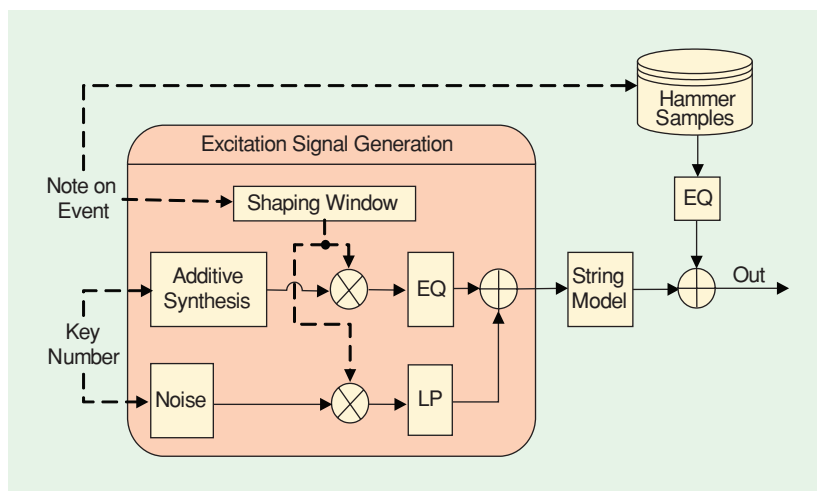 Hammer
Samples
Excitation Signal Generation
Note on
Event
Shaping Window
EQ
Additive
Synthesis
EQ
String
Model
Out
Key
Number
Noise
LP